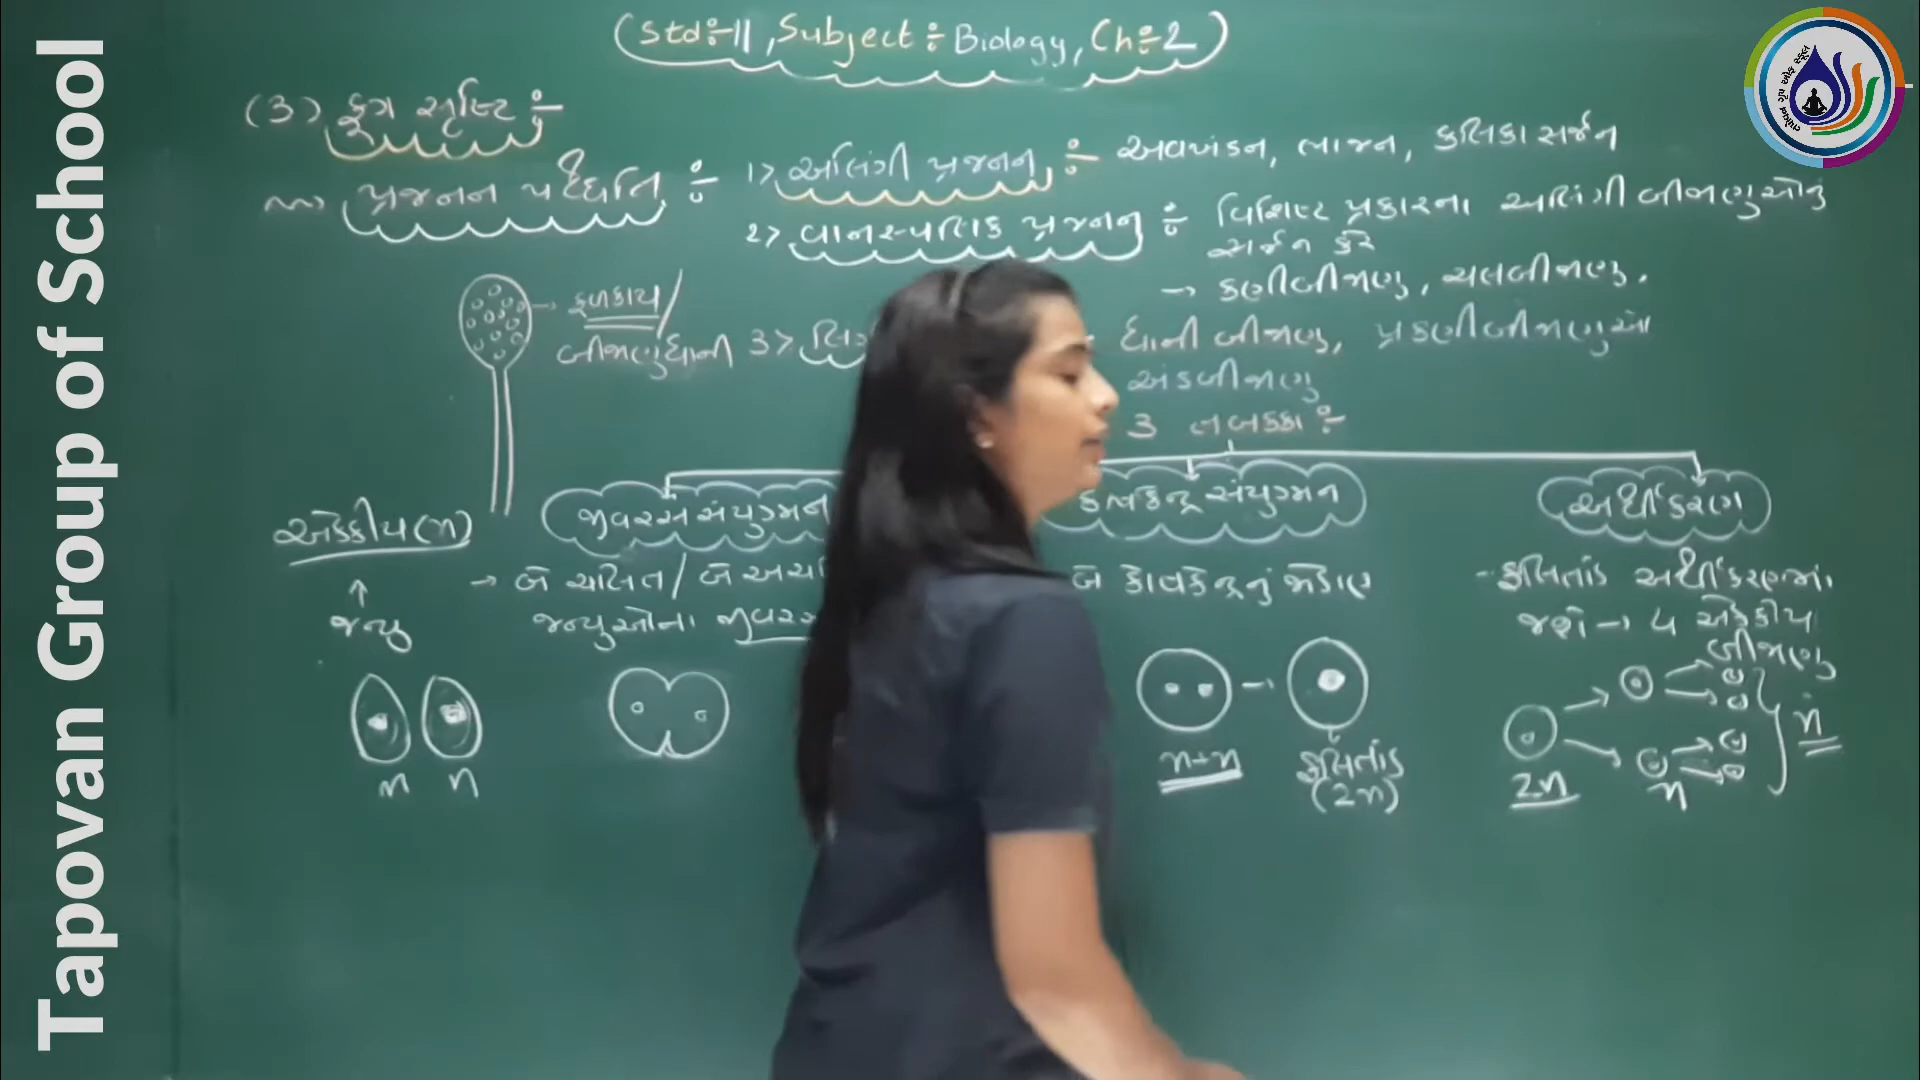 Tapovan Group of School
(Std:-11, Subject:- Biology, Ch:-2)
(3) ફૂગ સૃષ્ટિ :-
પ્રજનન પદ્ધતિ :-
1> અલિંગી પ્રજનન :- અવખંડન, ભાજન, કલિકાસર્જન
2> વાનસ્પતિક પ્રજનન :- વિશિષ્ટ પ્રકારના અલિંગી બીજાણુઓનું
સર્જન કરે
→ કણીબીજાણુ, ચલબીજાણુ.
→ ફળકાય /
બીજાણુધાની
3> લિં
ધાની બીજાણુ, પ્રકણીબીજાણુઓ
અંડબીજાણુ
3 તબક્કા :-
જીવરસ સંયુગ્મન
કોષકેન્દ્ર સંયુગ્મન
અર્ધીકરણ
એકકીય (n)
↑
જન્યુ
n n
→ બે ચલિત / બે અચ
જન્યુઓના જીવરસ
બે કોષકેન્દ્રનું જોડાણ
n+n
ફલિતાંડ
(2n)
- ફલિતાંડ અર્ધીકરણમાં
જશે → 4 એકકીય
બીજાણુ
2n n n